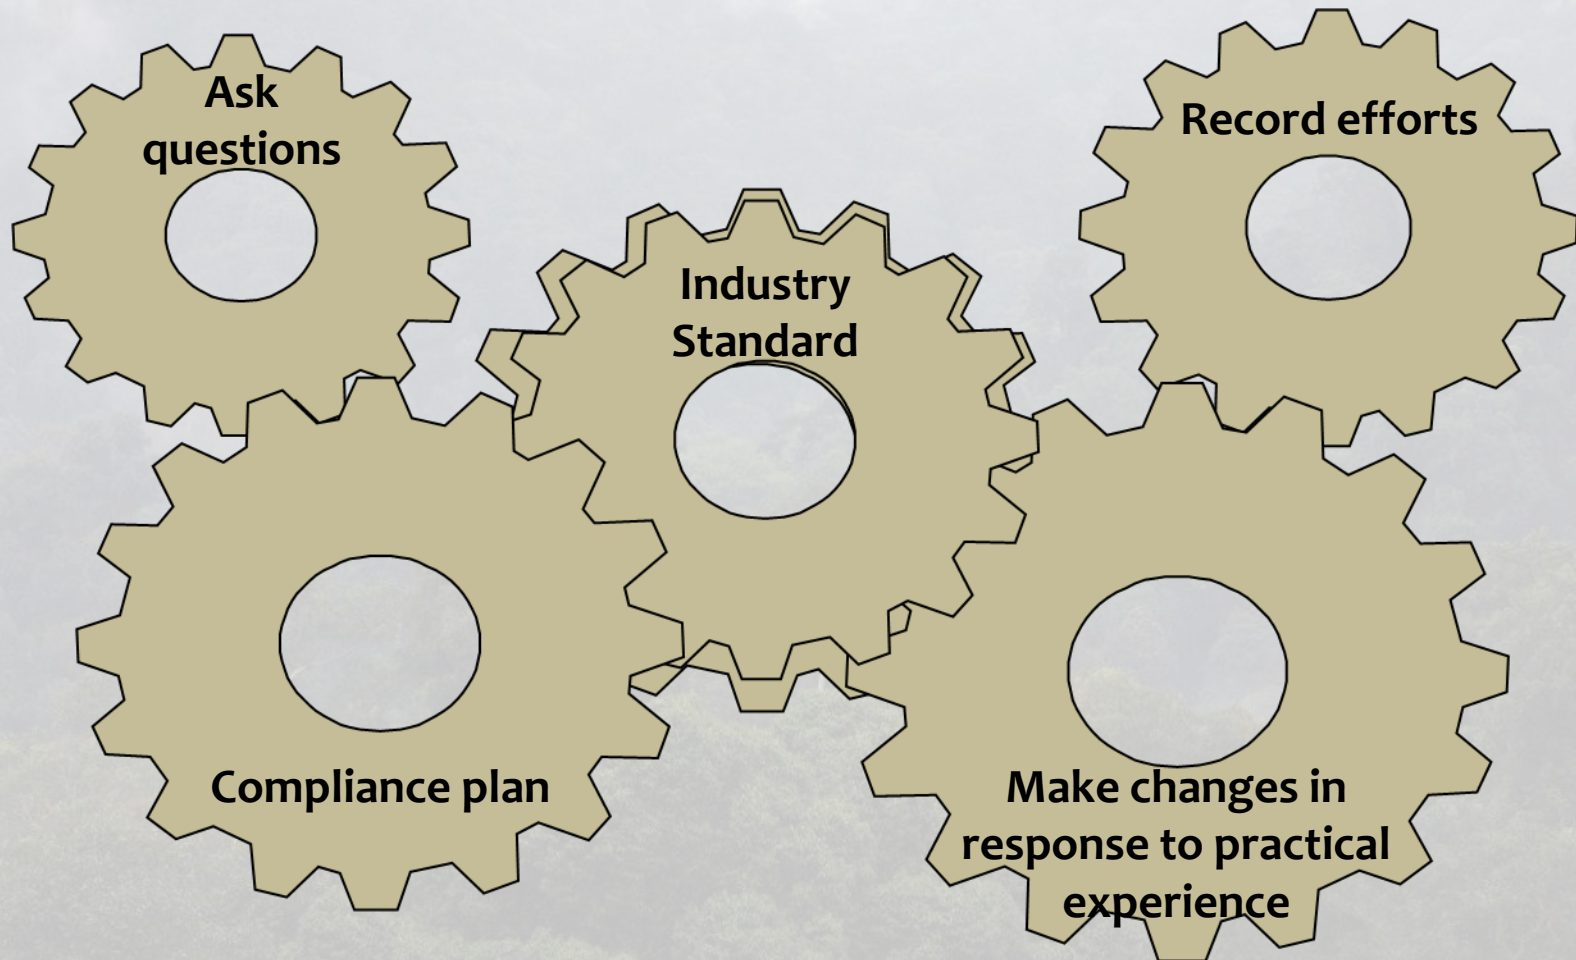 Ask
questions
Record efforts
Industry
Standard
Compliance plan
Make changes in
response to practical
experience